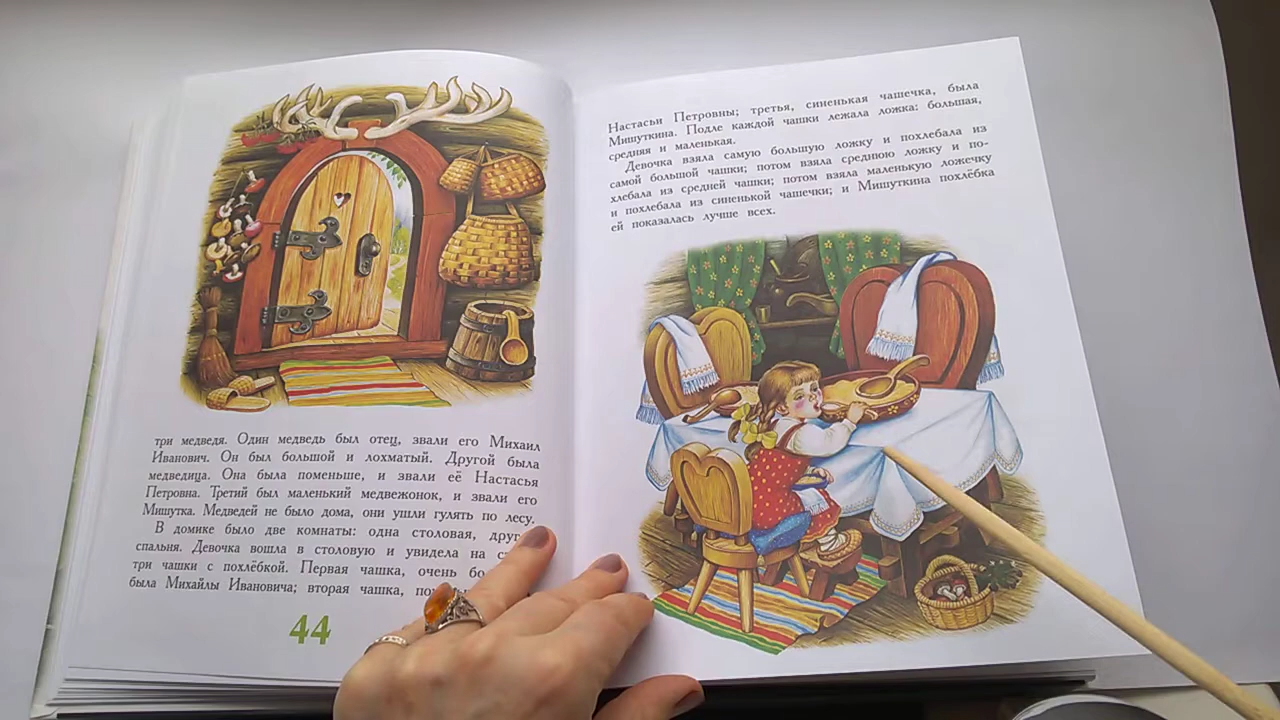 три медведя. Один медведь был отец, звали его Михаил
Иванович. Он был большой и лохматый. Другой была
медведица. Она была поменьше, и звали её Настасья
Петровна. Третий был маленький медвежонок, и звали его
Мишутка. Медведей не было дома, они ушли гулять по лесу.
В домике было две комнаты: одна столовая,
спальня. Девочка вошла в столовую и увидела на
три чашки с похлёбкой. Первая чашка, очень
была Михайлы Ивановича; вторая чашка,
44
Настасьи Петровны; третья, синенькая чашечка, была
Мишуткина. Подле каждой чашки лежала ложка: большая,
средняя и маленькая.
Девочка взяла самую большую ложку и похлебала из
самой большой чашки; потом взяла среднюю ложку и по-
хлебала из средней чашки; потом взяла маленькую ложечку
и похлебала из синенькой чашечки; и Мишуткина похлёбка
ей показалась лучше всех.